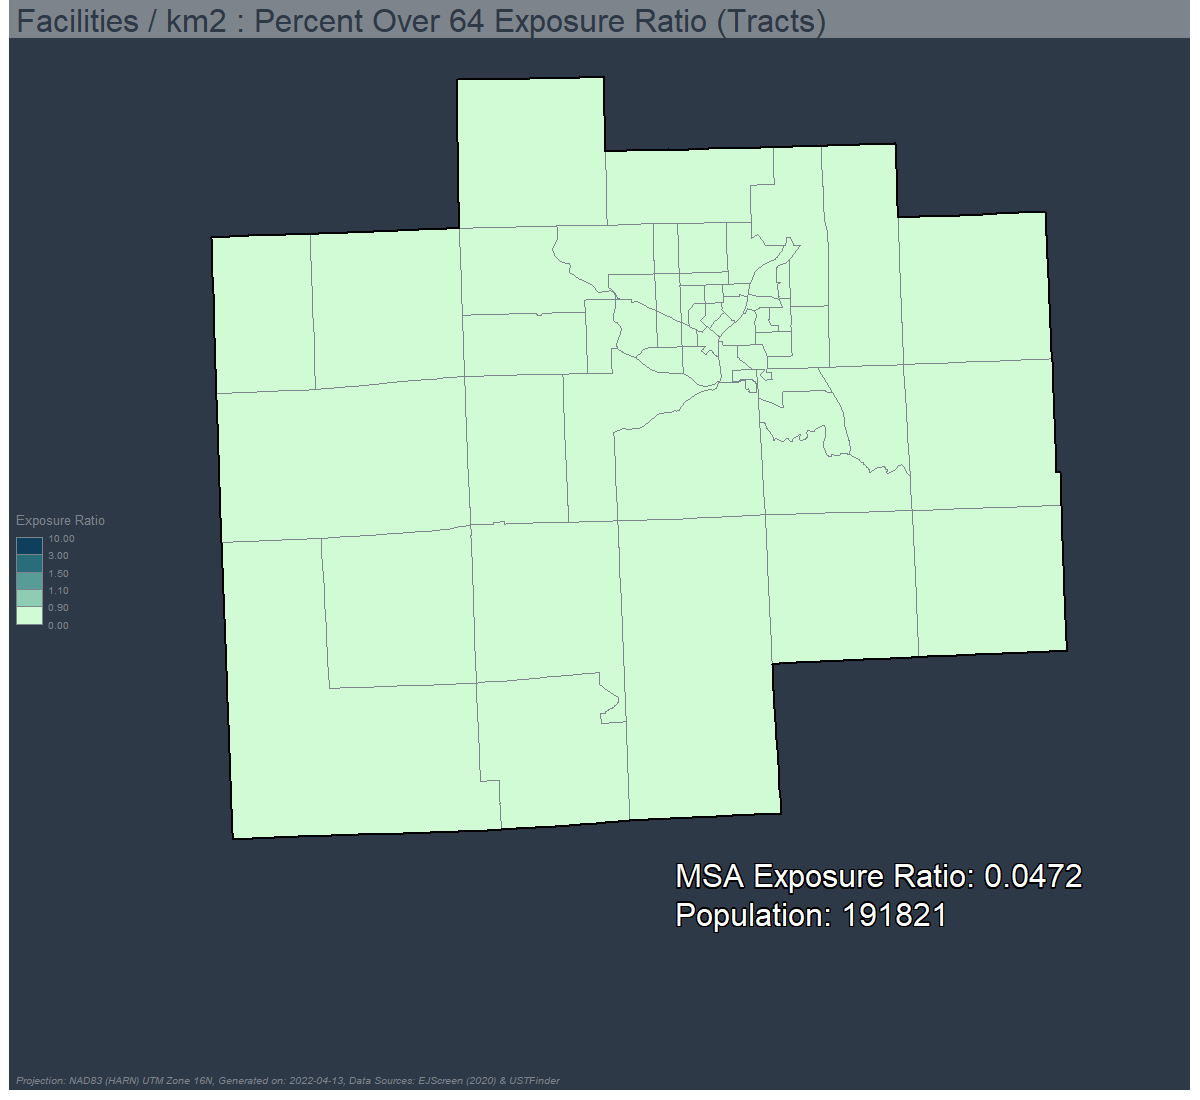 Facilities / km2 : Percent Over 64 Exposure Ratio (Tracts)
Exposure Ratio
10.00
3.00
1.50
1.10
0.90
0.00
MSA Exposure Ratio: 0.0472
Population: 191821
Projection: NAD83 (HARN) UTM Zone 16N, Generated on: 2022-04-13, Data Sources: EJScreen (2020) & USTFinder